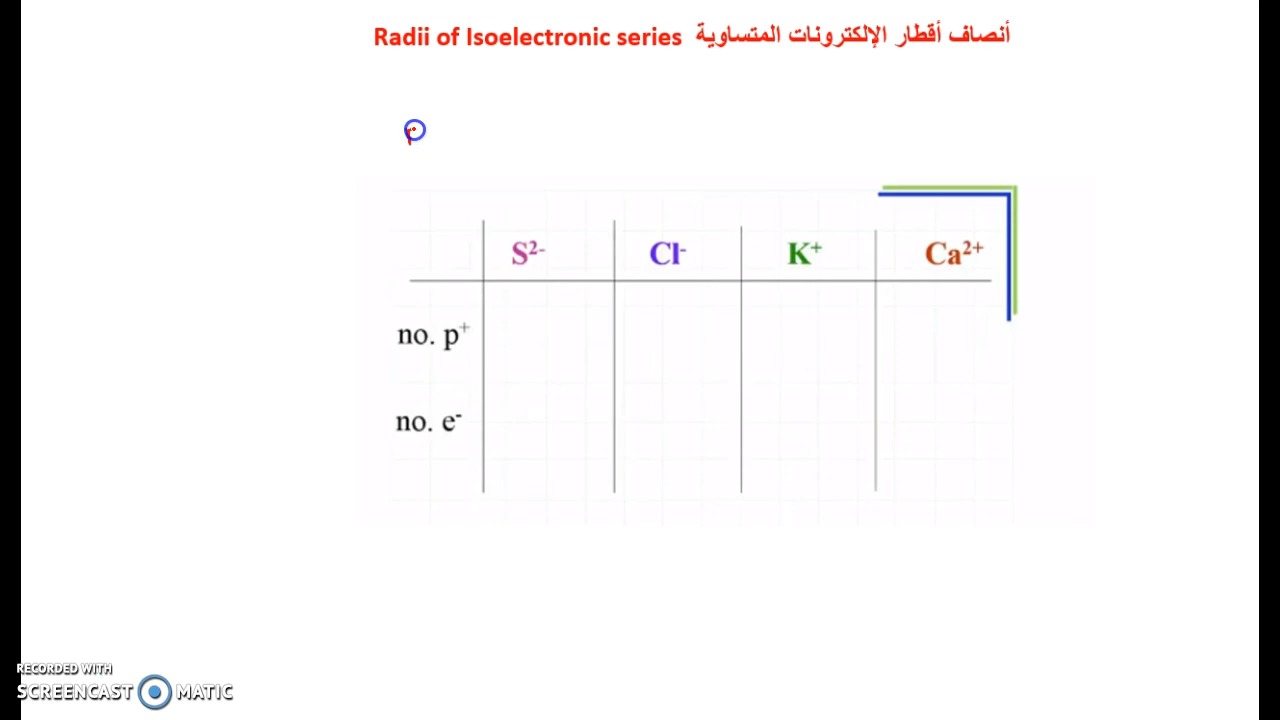 Radii of Isoelectronic series أنصاف أقطار الإلكترونات المتساوية
S²⁻ Cl⁻ K⁺ Ca²⁺
no. p⁺
no. e⁻
RECORDED WITH
SCREENCAST MATIC